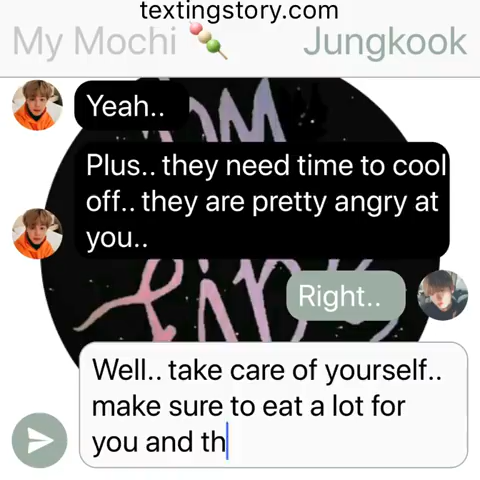 textingstory.com
My Mochi 🍡 Jungkook
Yeah..
Plus.. they need time to cool
off.. they are pretty angry at
you..
Right..
Well.. take care of yourself..
make sure to eat a lot for
you and th